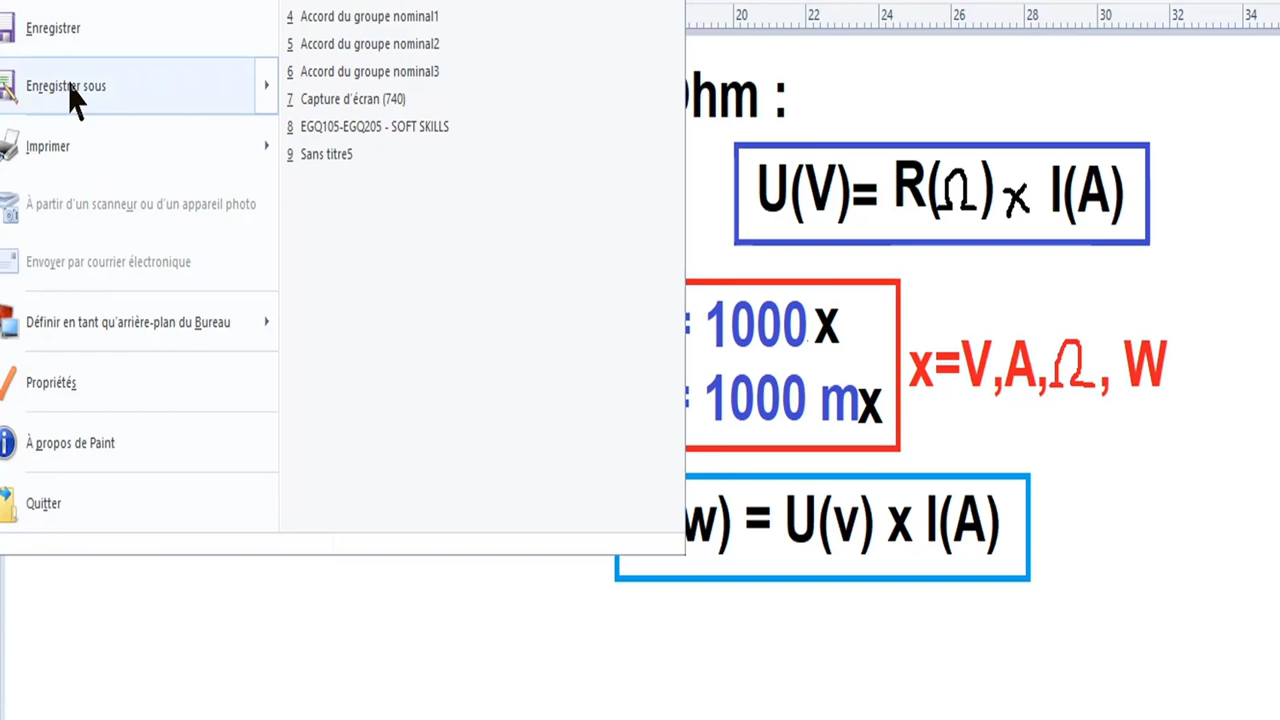 Enregistrer
Enregistrer sous
Imprimer
À partir d'un scanneur ou d'un appareil photo
Envoyer par courrier électronique
Définir en tant qu'arrière-plan du Bureau
Propriétés
À propos de Paint
Quitter
4 Accord du groupe nominal1
5 Accord du groupe nominal2
6 Accord du groupe nominal3
7 Capture d'écran (740)
8 EGQ105-EGQ205 - SOFT SKILLS
9 Sans titre5
20 22 24 26 28 30 32 34
Ohm :
U(V)= R(Ω) x I(A)
= 1000 x
= 1000 mx
x=V,A,Ω, W
w) = U(v) x I(A)